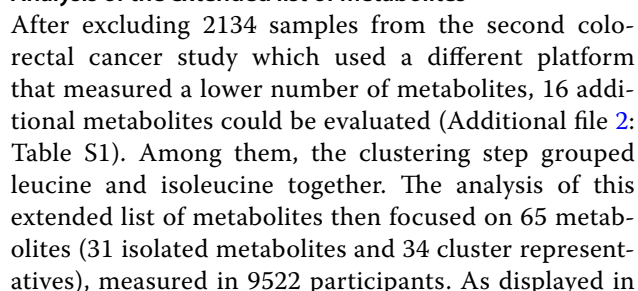 Analysis of the extended list of metabolites
After excluding 2134 samples from the second colo-
rectal cancer study which used a different platform
that measured a lower number of metabolites, 16 addi-
tional metabolites could be evaluated (Additional file 2:
Table S1). Among them, the clustering step grouped
leucine and isoleucine together. The analysis of this
extended list of metabolites then focused on 65 metab-
olites (31 isolated metabolites and 34 cluster represent-
atives), measured in 9522 participants. As displayed in